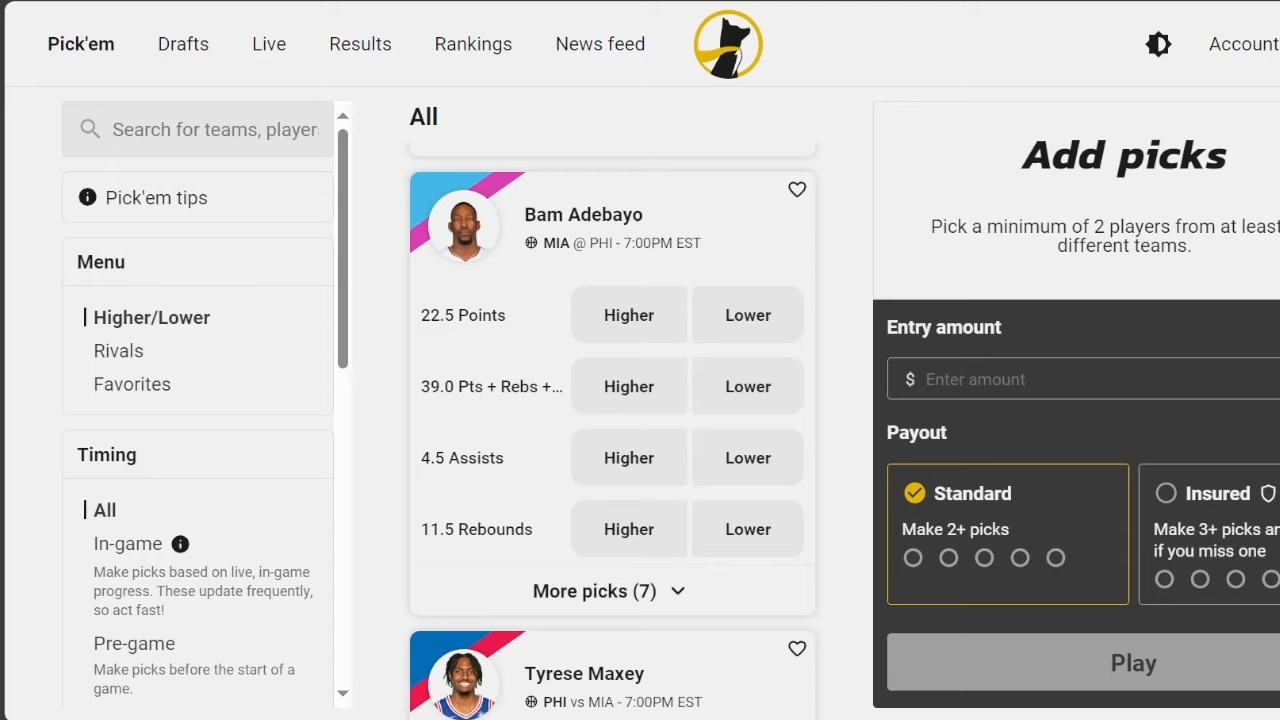 Pick'em Drafts Live Results Rankings News feed Account
Search for teams, player
Pick'em tips
Menu
Higher/Lower
Rivals
Favorites
Timing
All
In-game
Make picks based on live, in-game
progress. These update frequently,
so act fast!
Pre-game
Make picks before the start of a
game.
All
Bam Adebayo
MIA @ PHI - 7:00PM EST
22.5 Points Higher Lower
39.0 Pts + Rebs +... Higher Lower
4.5 Assists Higher Lower
11.5 Rebounds Higher Lower
More picks (7)
Tyrese Maxey
PHI vs MIA - 7:00PM EST
Add picks
Pick a minimum of 2 players from at least
different teams.
Entry amount
$ Enter amount
Payout
Standard
Make 2+ picks
Insured
Make 3+ picks an
if you miss one
Play